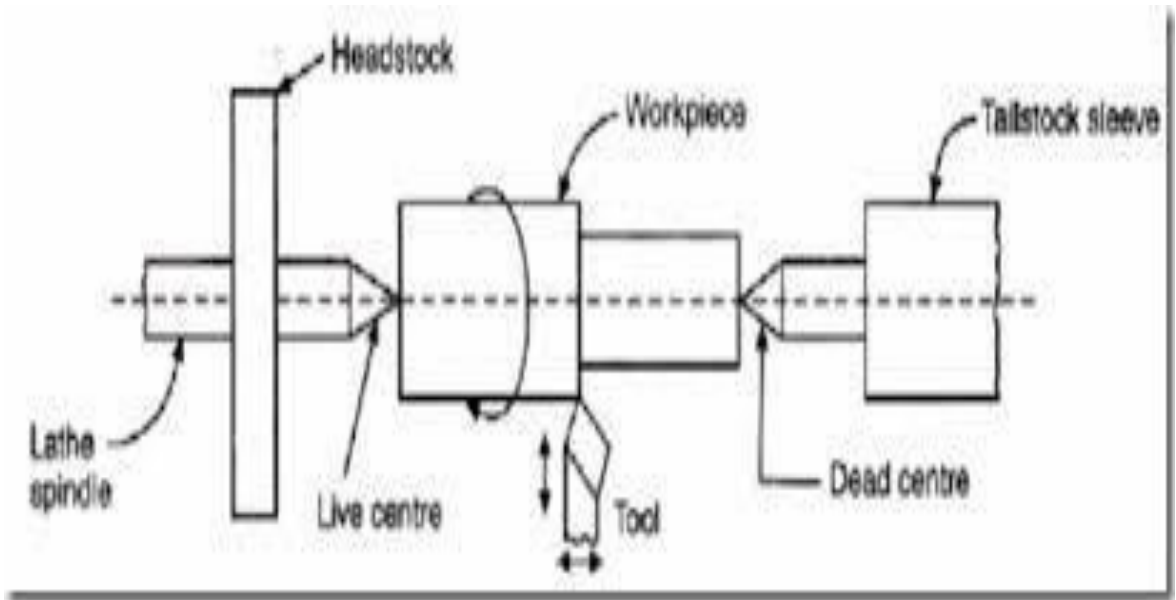 Headstock
Workpiece
Tailstock sleeve
Lathe
spindle
Live centre
Tool
Dead centre